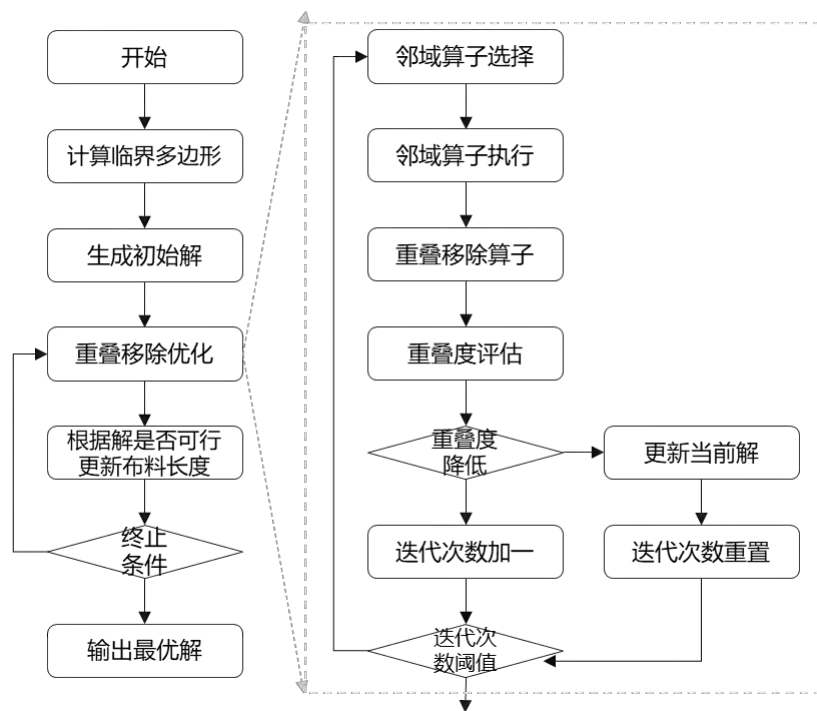 开始
计算临界多边形
生成初始解
重叠移除优化
根据解是否可行
更新布料长度
终止
条件
输出最优解
邻域算子选择
邻域算子执行
重叠移除算子
重叠度评估
重叠度
降低
更新当前解
迭代次数加一
迭代次数重置
迭代次
数阈值